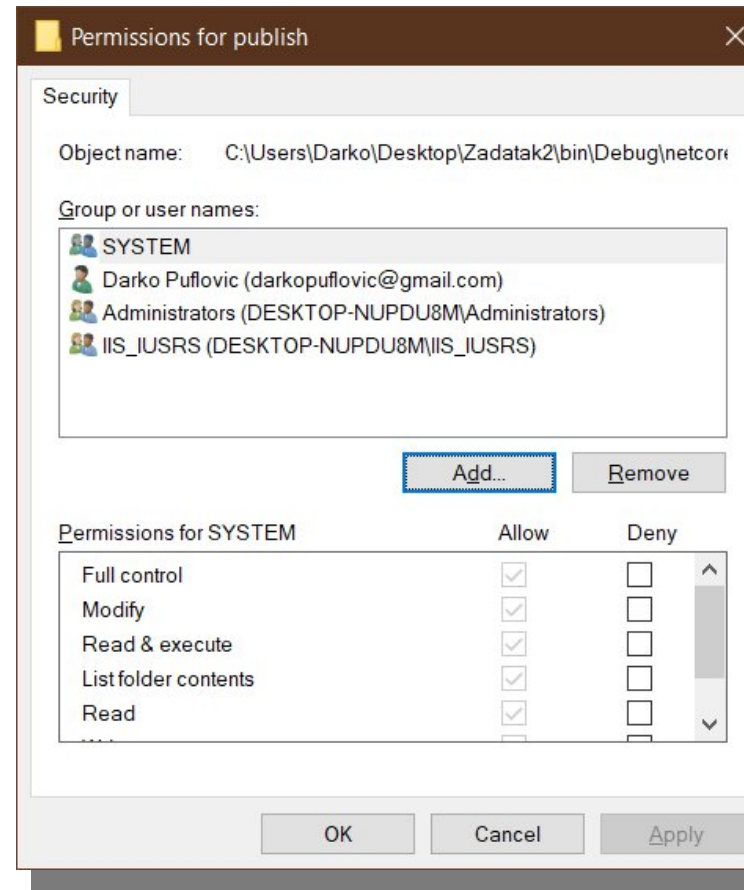 Permissions for publish
Security
Object name: C:\Users\Darko\Desktop\Zadatak2\bin\Debug\netcore
Group or user names:
SYSTEM
Darko Puflovic (darkopuflovic@gmail.com)
Administrators (DESKTOP-NUPDU8M\Administrators)
IIS_IUSRS (DESKTOP-NUPDU8M\IIS_IUSRS)
Add... Remove
Permissions for SYSTEM Allow Deny
Full control
Modify
Read & execute
List folder contents
Read
OK Cancel Apply